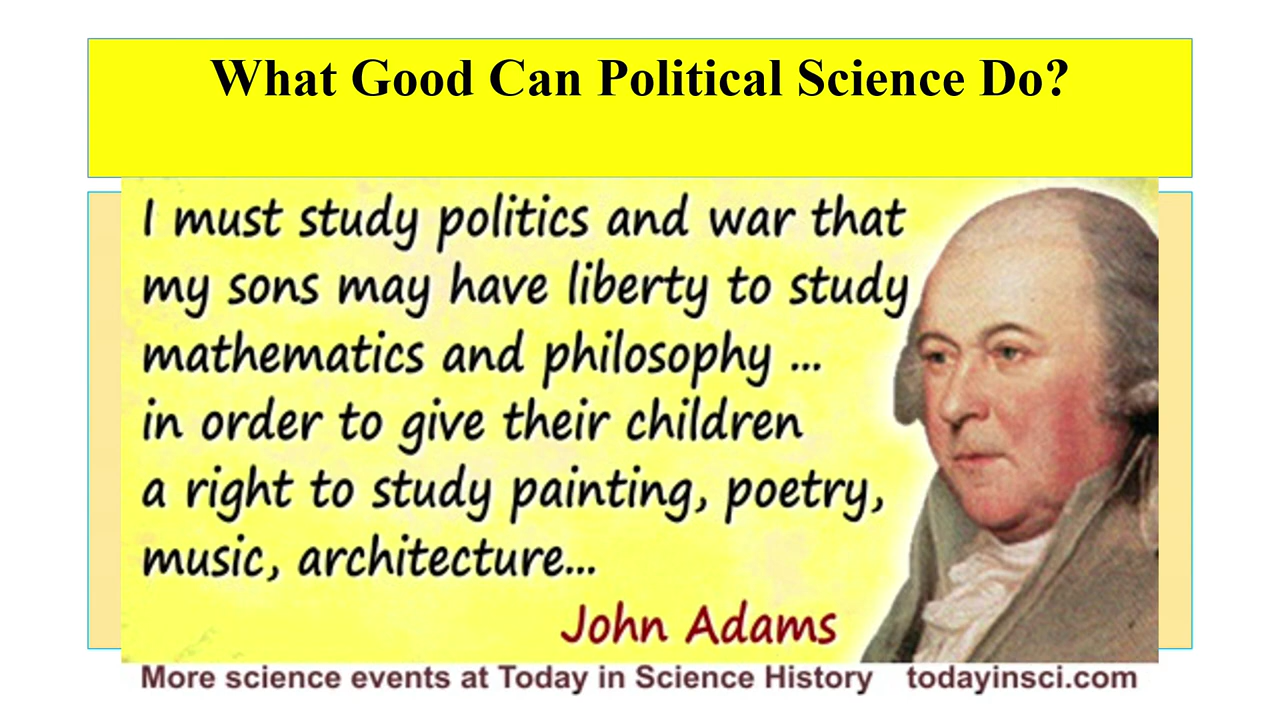 What Good Can Political Science Do?
I must study politics and war that
my sons may have liberty to study
mathematics and philosophy ...
in order to give their children
a right to study painting, poetry,
music, architecture...
John Adams
More science events at Today in Science History todayinsci.com